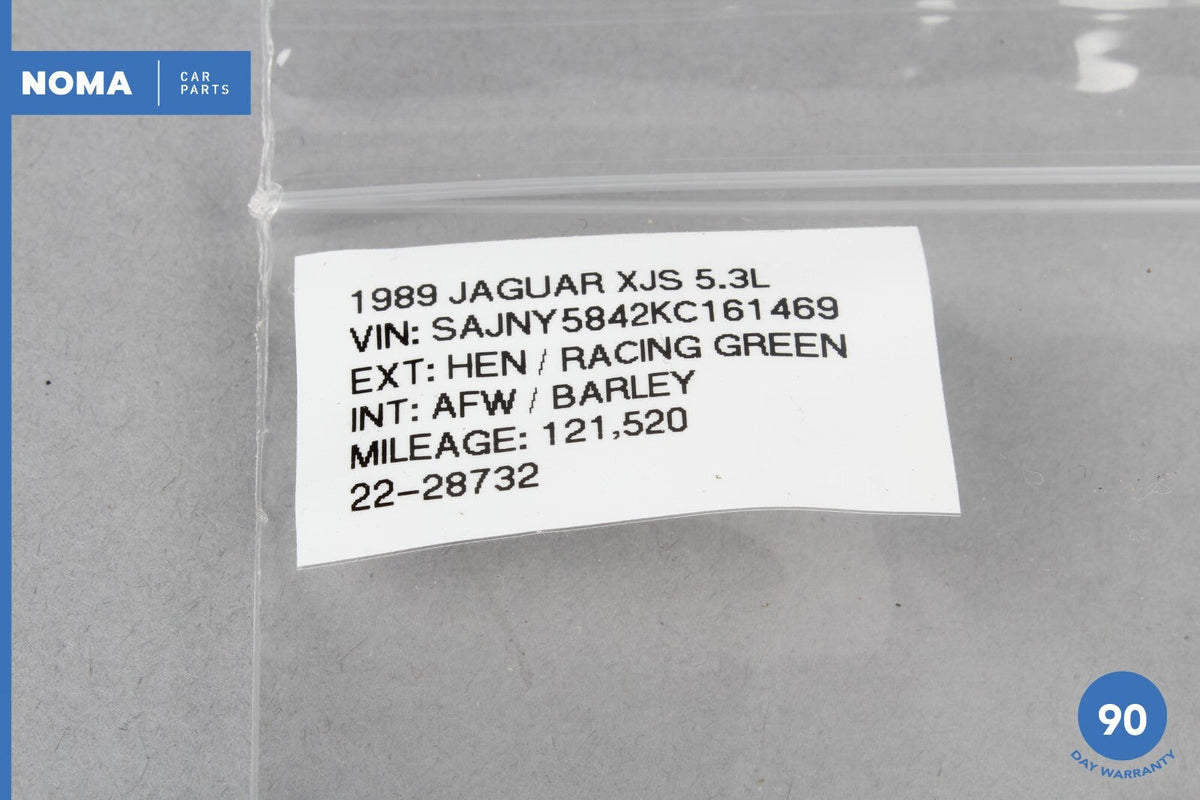 NOMA
CAR
PARTS
1989 JAGUAR XJS 5.3L
VIN: SAJNY5842KC161469
EXT: HEN / RACING GREEN
INT: AFW / BARLEY
MILEAGE: 121,520
22-28732
90
DAY WARRANTY